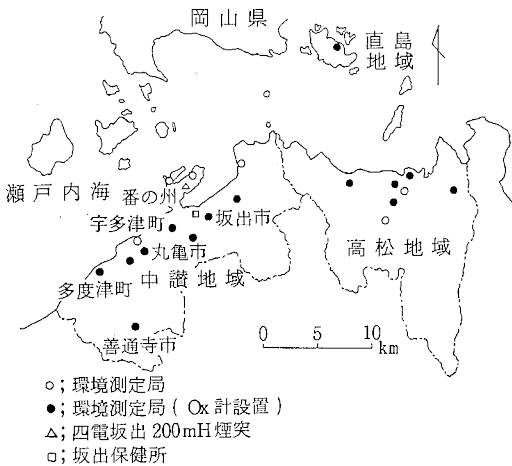 岡山県
直島
地域
瀬戸内海
番の州
宇多津町
坂出市
丸亀市
高松地域
中讃地域
多度津町
善通寺市
0 5 10
km
○；環境測定局
●；環境測定局（Ox計設置）
△；四電坂出200mH煙突
□；坂出保健所